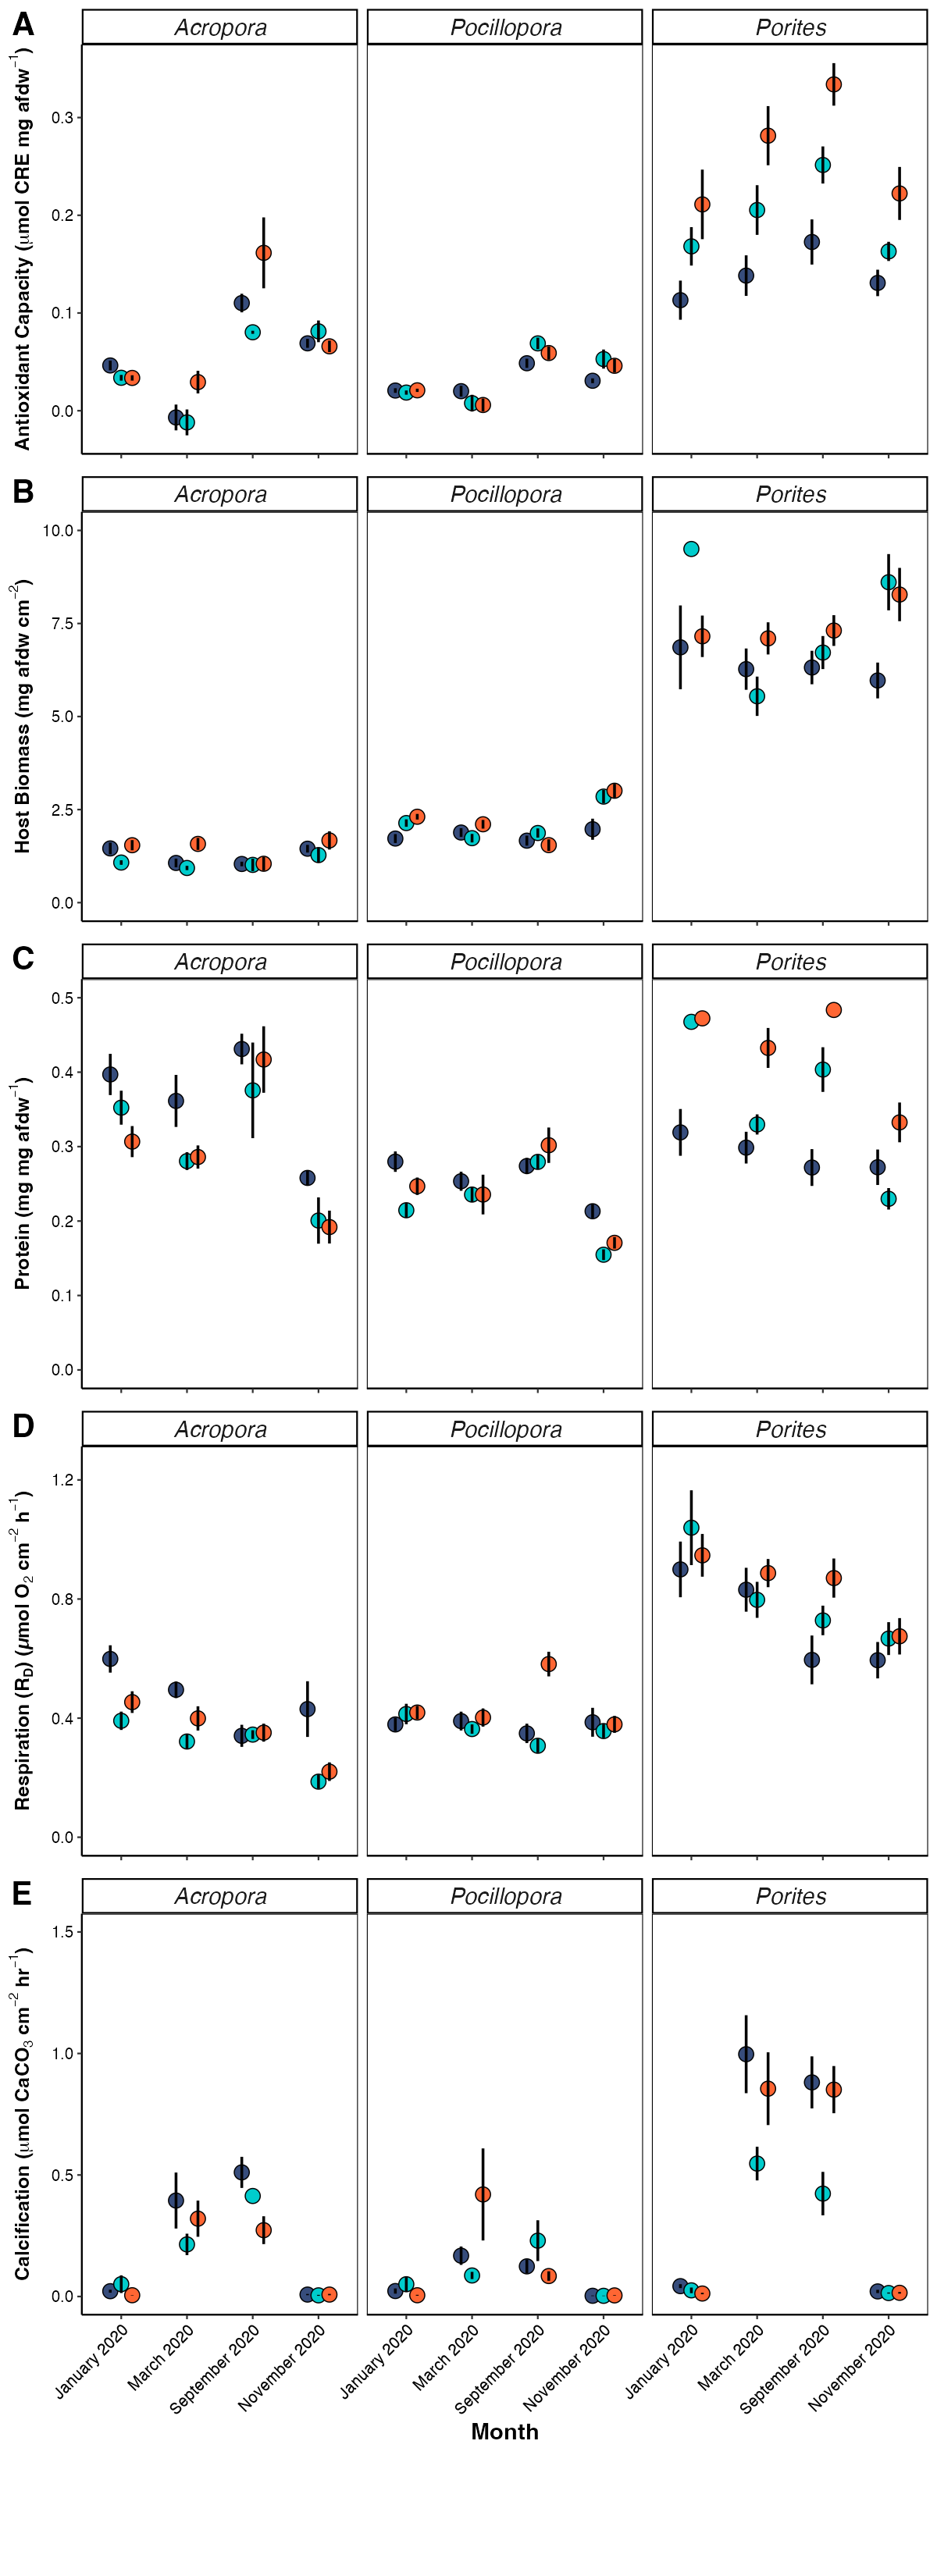 A
Acropora Pocillopora Porites
Antioxidant Capacity (μmol CRE mg afdw⁻¹)
0.3
0.2
0.1
0.0
B
Acropora Pocillopora Porites
Host Biomass (mg afdw cm⁻²)
10.0
7.5
5.0
2.5
0.0
C
Acropora Pocillopora Porites
Protein (mg mg afdw⁻¹)
0.5
0.4
0.3
0.2
0.1
0.0
D
Acropora Pocillopora Porites
Respiration (R_D) (μmol O₂ cm⁻² h⁻¹)
1.2
0.8
0.4
0.0
E
Acropora Pocillopora Porites
Calcification (μmol CaCO₃ cm⁻² hr⁻¹)
1.5
1.0
0.5
0.0
January 2020 March 2020 September 2020 November 2020 January 2020 March 2020 September 2020 November 2020 January 2020 March 2020 September 2020 November 2020
Month